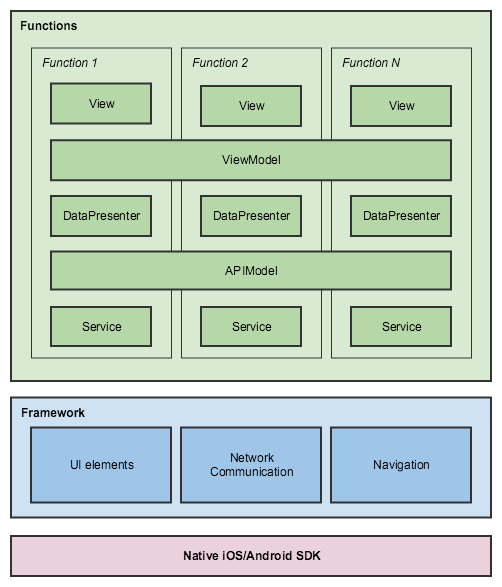 Functions
Function 1
Function 2
Function N
View
View
View
ViewModel
DataPresenter
DataPresenter
DataPresenter
APIModel
Service
Service
Service
Framework
UI elements
Network
Communication
Navigation
Native iOS/Android SDK